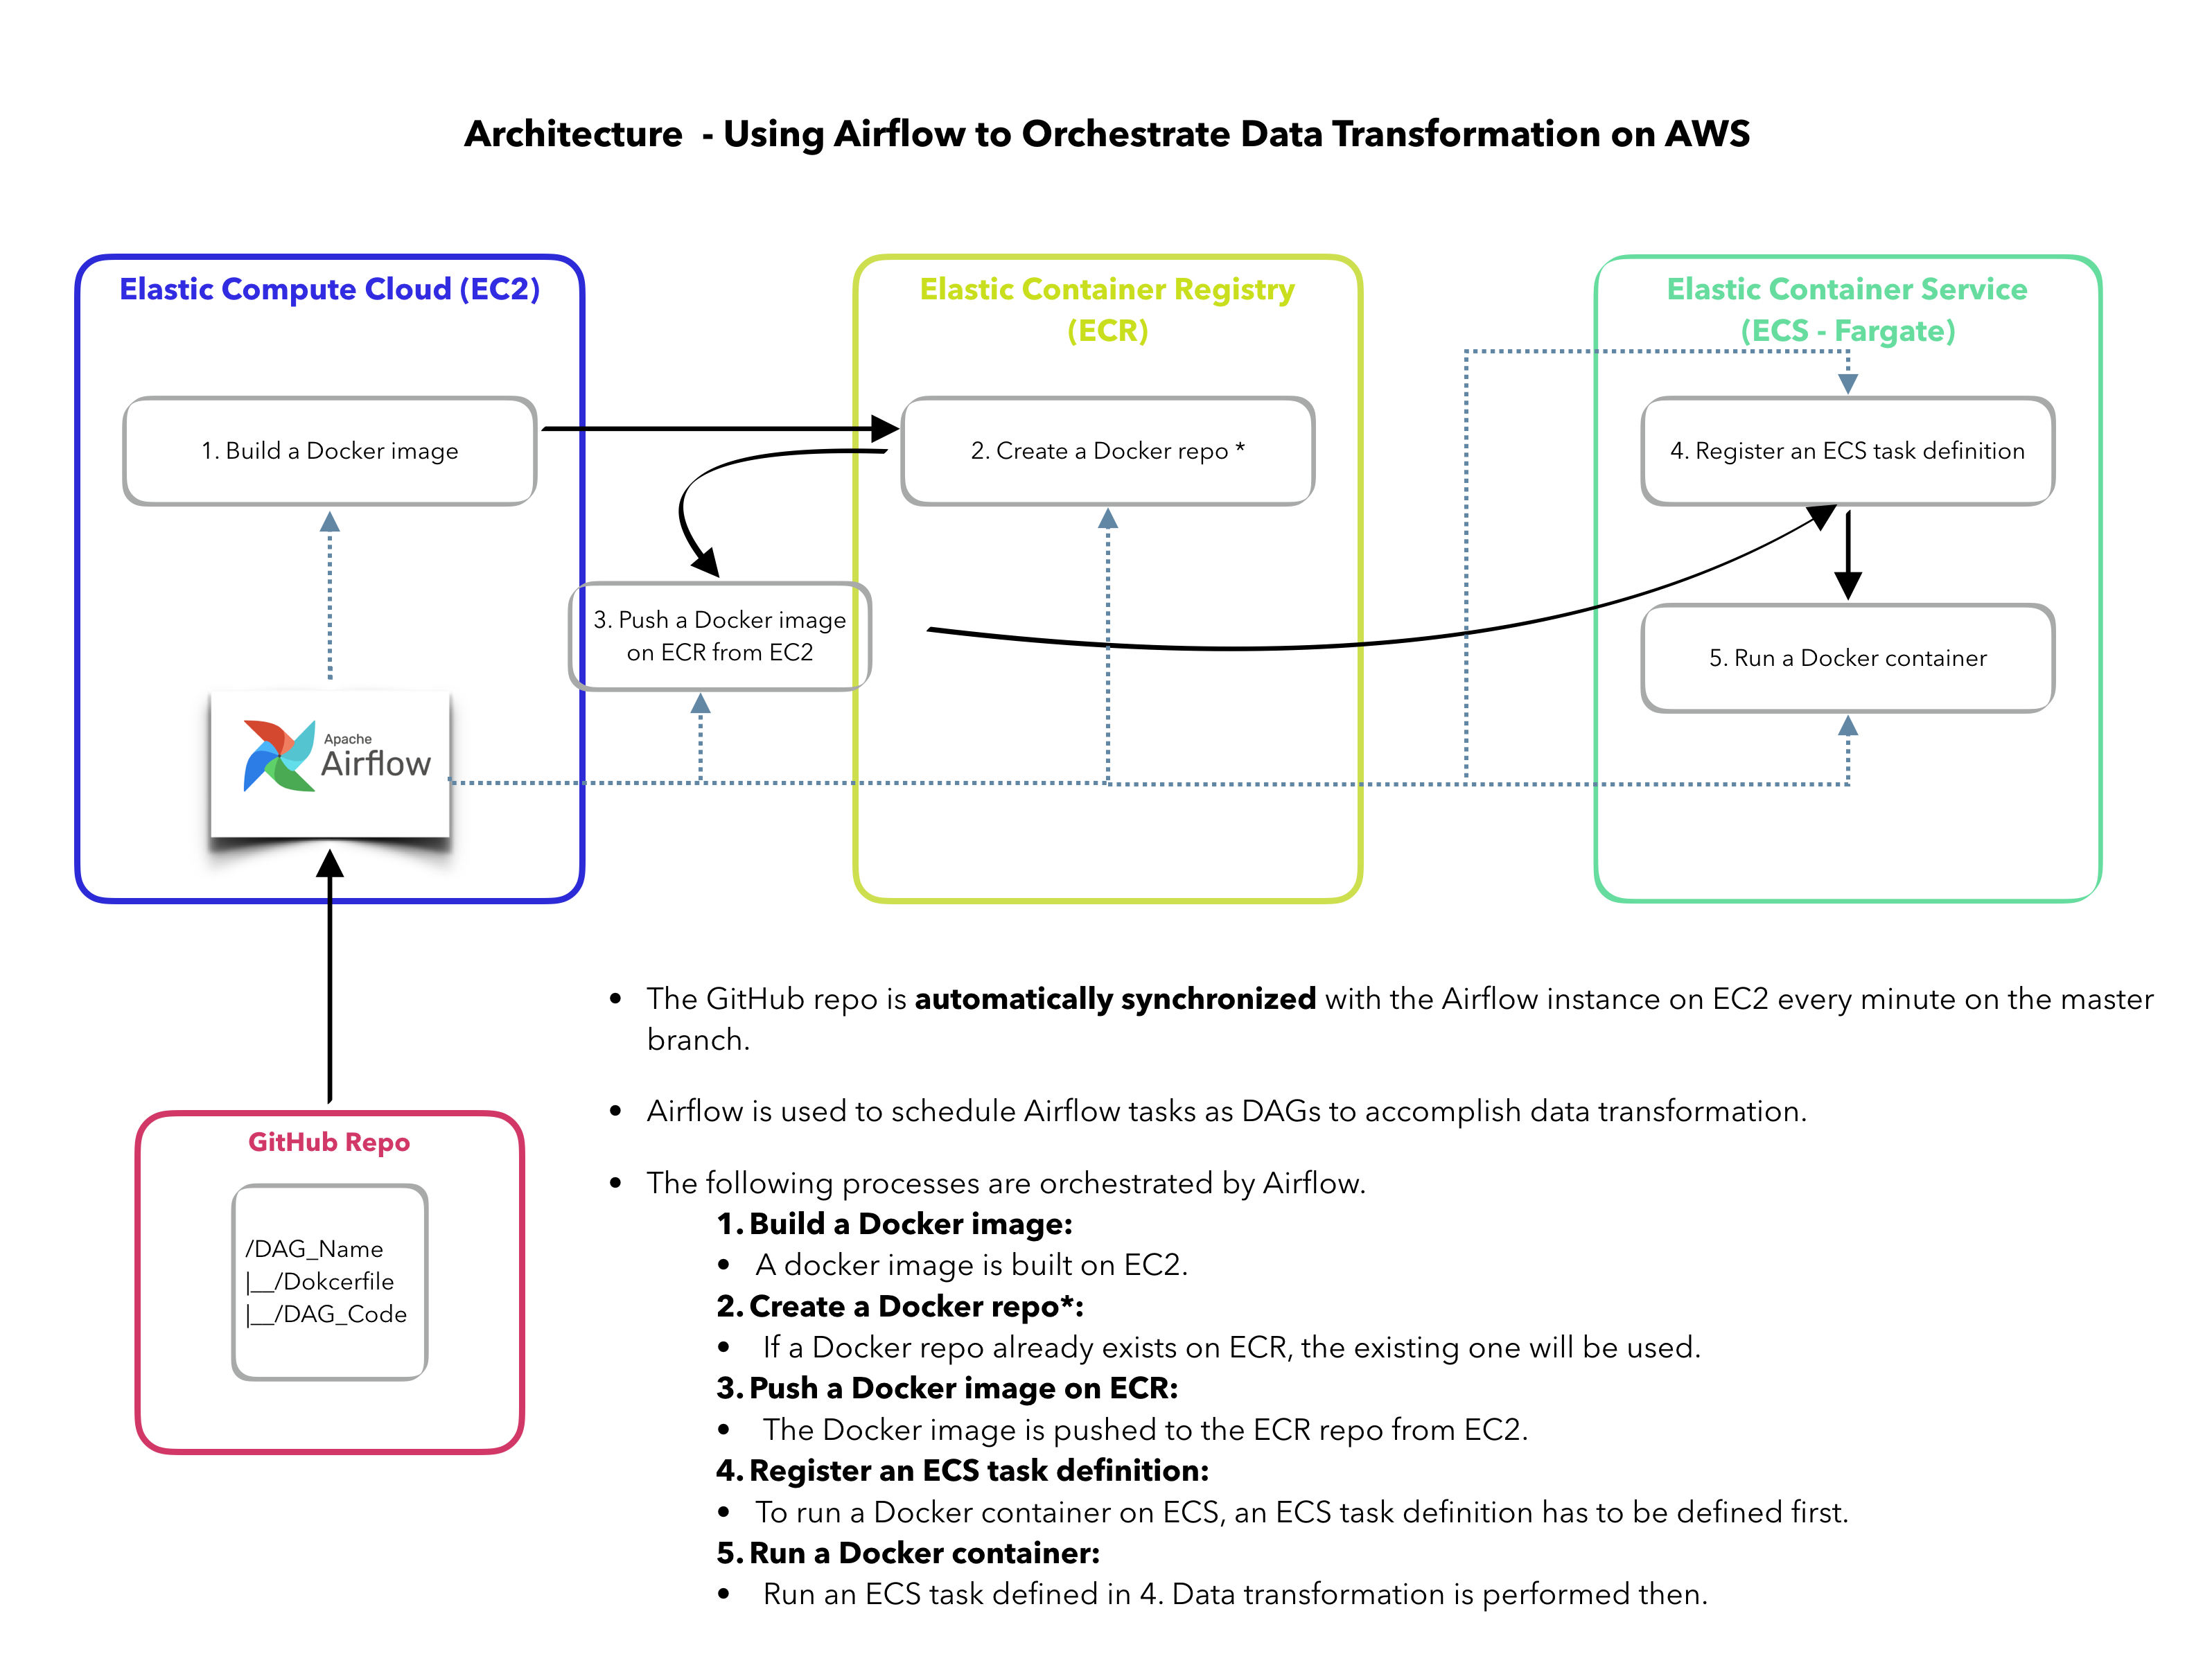 Architecture  - Using Airflow to Orchestrate Data Transformation on AWS
Elastic Compute Cloud (EC2)
1. Build a Docker image
Apache
Airflow
Elastic Container Registry
(ECR)
2. Create a Docker repo *
3. Push a Docker image
on ECR from EC2
Elastic Container Service
(ECS - Fargate)
4. Register an ECS task definition
5. Run a Docker container
GitHub Repo
/DAG_Name
|__/Dokcerfile
|__/DAG_Code
• The GitHub repo is automatically synchronized with the Airflow instance on EC2 every minute on the master
branch.
• Airflow is used to schedule Airflow tasks as DAGs to accomplish data transformation.
• The following processes are orchestrated by Airflow.
1. Build a Docker image:
• A docker image is built on EC2.
2. Create a Docker repo*:
• If a Docker repo already exists on ECR, the existing one will be used.
3. Push a Docker image on ECR:
• The Docker image is pushed to the ECR repo from EC2.
4. Register an ECS task definition:
• To run a Docker container on ECS, an ECS task definition has to be defined first.
5. Run a Docker container:
• Run an ECS task defined in 4. Data transformation is performed then.